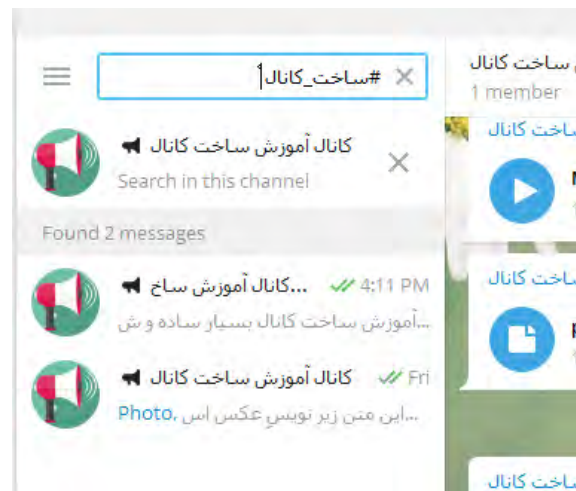 #ساخت_کانال
کانال آموزش ساخت کانال
Search in this channel
Found 2 messages
کانال آموزش ساخ...
4:11 PM
آموزش ساخت کانال بسیار ساده و ش...
کانال آموزش ساخت کانال
Fri
Photo, این متن زیر نویس عکس اس...
ساخت کانال
1 member
ساخت کانال
ساخت کانال
ساخت کانال